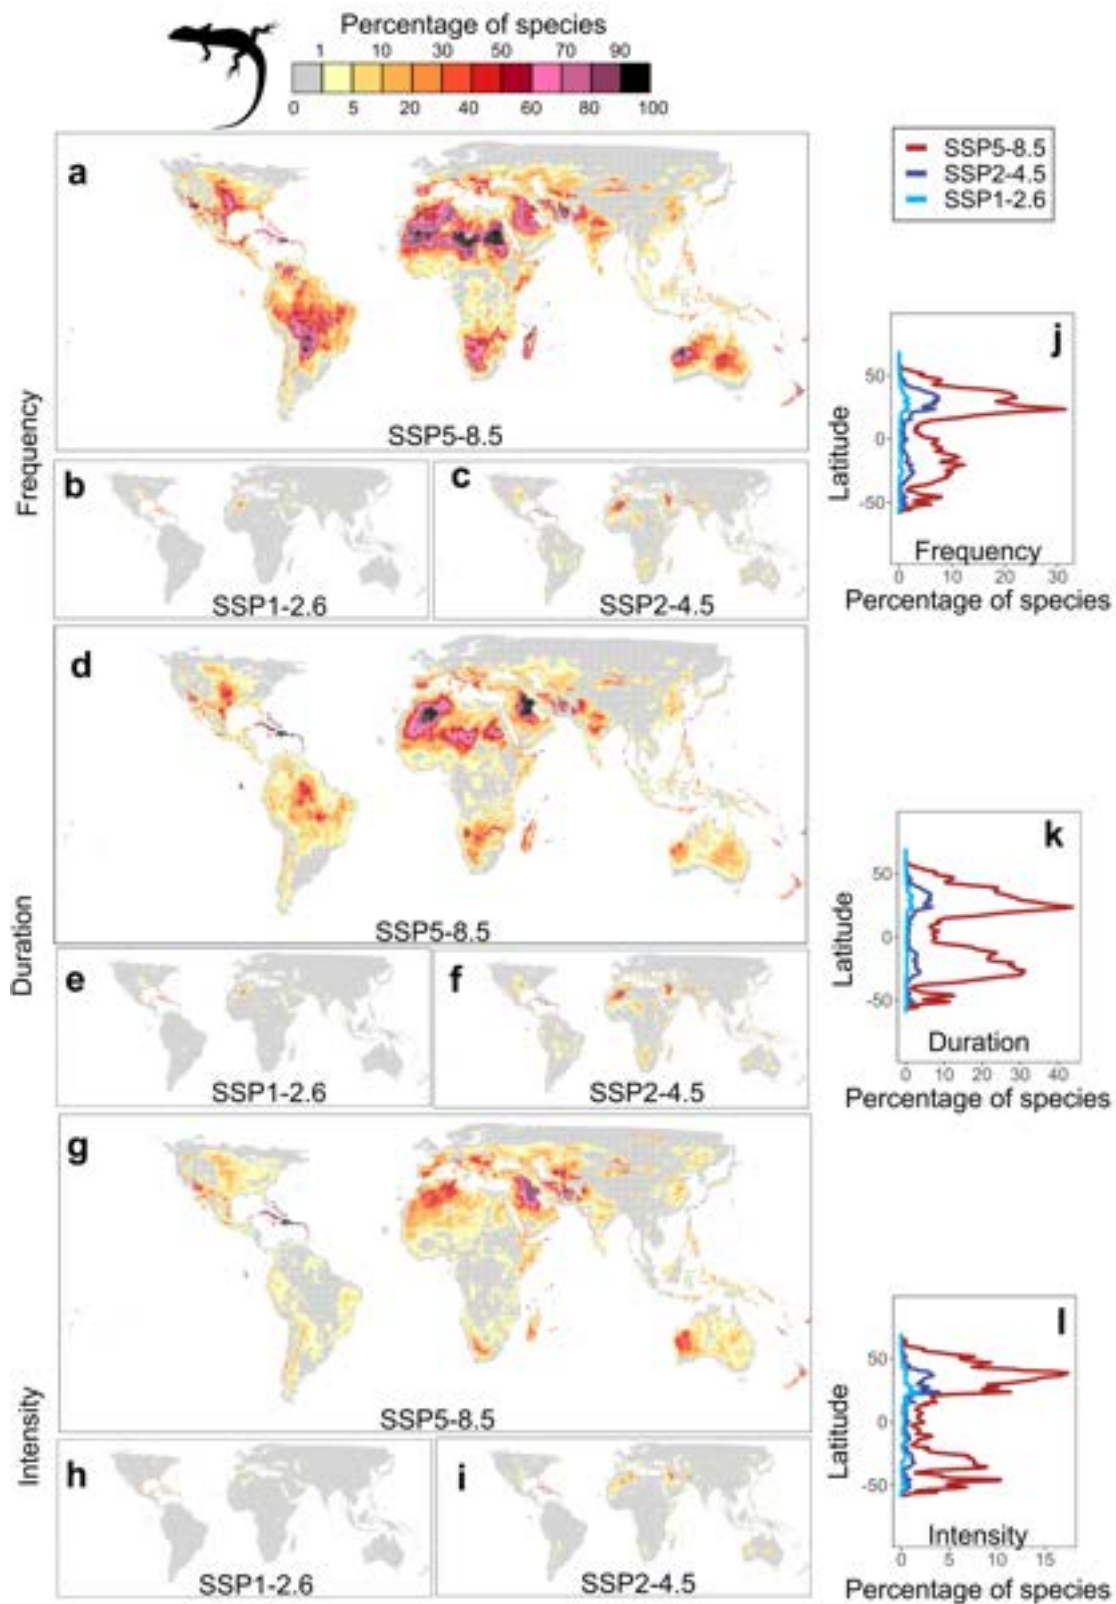 Percentage of species
1 10 30 50 70 90
0 5 20 40 60 80 100
a
SSP5-8.5
SSP5-8.5
SSP2-4.5
SSP1-2.6
Frequency
b
SSP1-2.6
c
SSP2-4.5
j
50
0
-50
Latitude
Frequency
0 10 20 30
Percentage of species
d
SSP5-8.5
Duration
e
SSP1-2.6
f
SSP2-4.5
k
50
0
-50
Latitude
Duration
0 10 20 30 40
Percentage of species
g
SSP5-8.5
Intensity
h
SSP1-2.6
i
SSP2-4.5
l
50
0
-50
Latitude
Intensity
0 5 10 15
Percentage of species